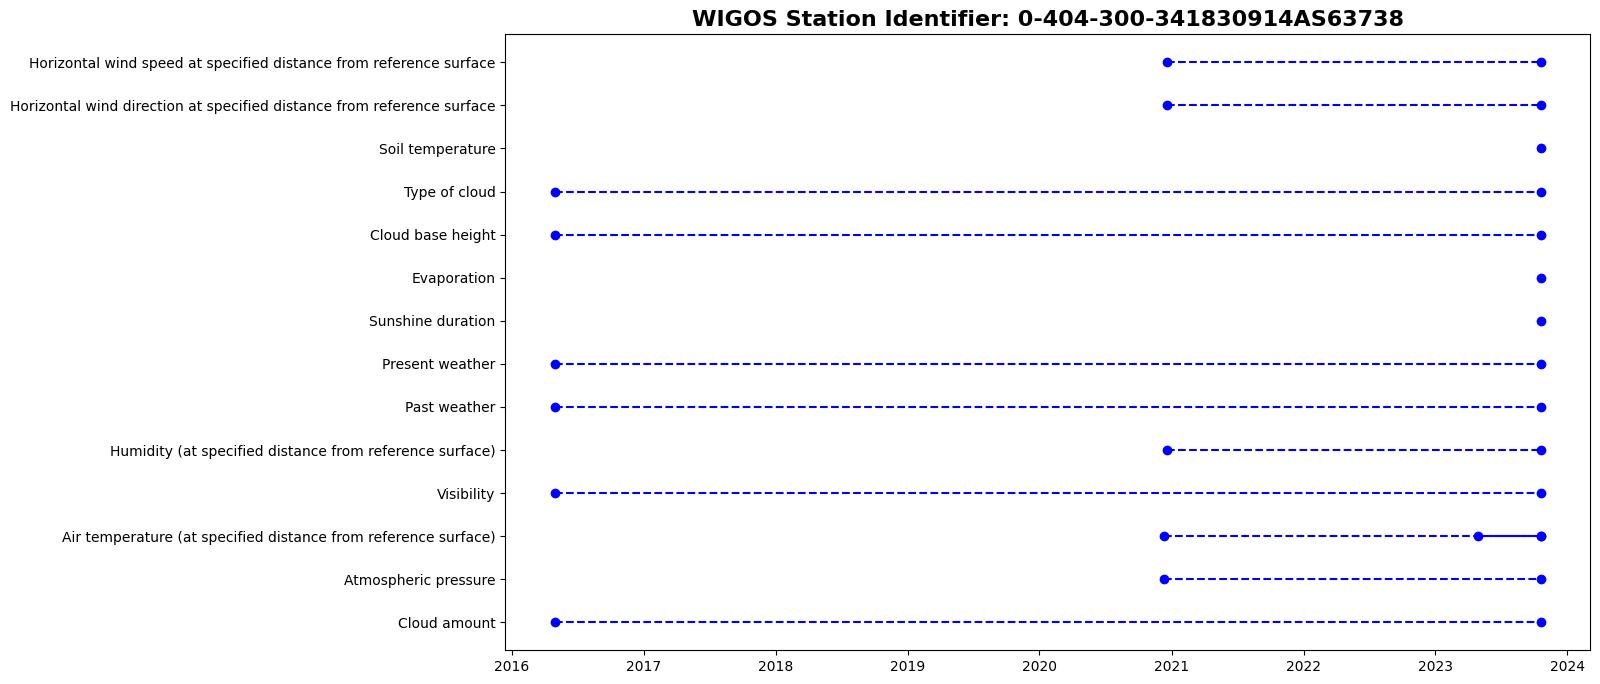 WIGOS Station Identifier: 0-404-300-341830914AS63738
Horizontal wind speed at specified distance from reference surface
Horizontal wind direction at specified distance from reference surface
Soil temperature
Type of cloud
Cloud base height
Evaporation
Sunshine duration
Present weather
Past weather
Humidity (at specified distance from reference surface)
Visibility
Air temperature (at specified distance from reference surface)
Atmospheric pressure
Cloud amount
2016 2017 2018 2019 2020 2021 2022 2023 2024